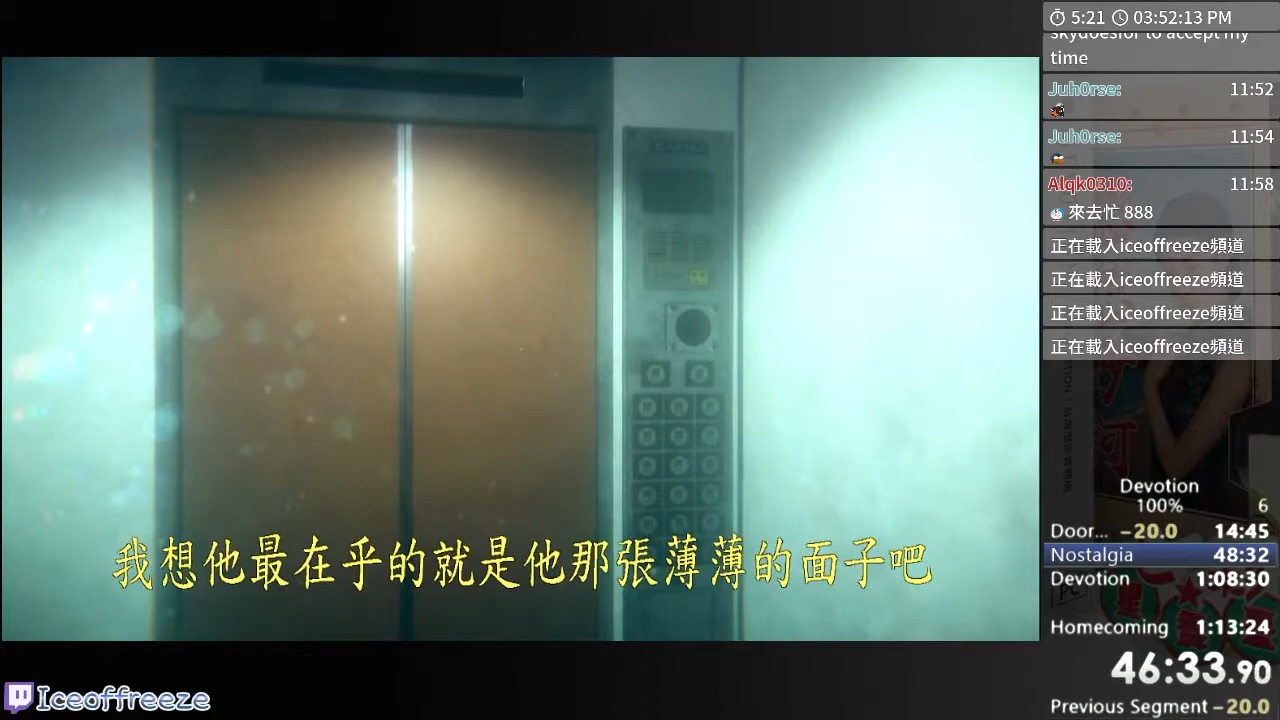 5:21 03:52:13 PM
skydoesfor to accept my
time
Juh0rse: 11:52
Juh0rse: 11:54
Alqk0310: 11:58
來去忙 888
正在載入iceoffreeze頻道
正在載入iceoffreeze頻道
正在載入iceoffreeze頻道
正在載入iceoffreeze頻道
Devotion
100% 6
Door... −20.0 14:45
Nostalgia 48:32
Devotion 1:08:30
Homecoming 1:13:24
46:33.90
Previous Segment −20.0
我想他最在乎的就是他那張薄薄的面子吧
Iceoffreeze